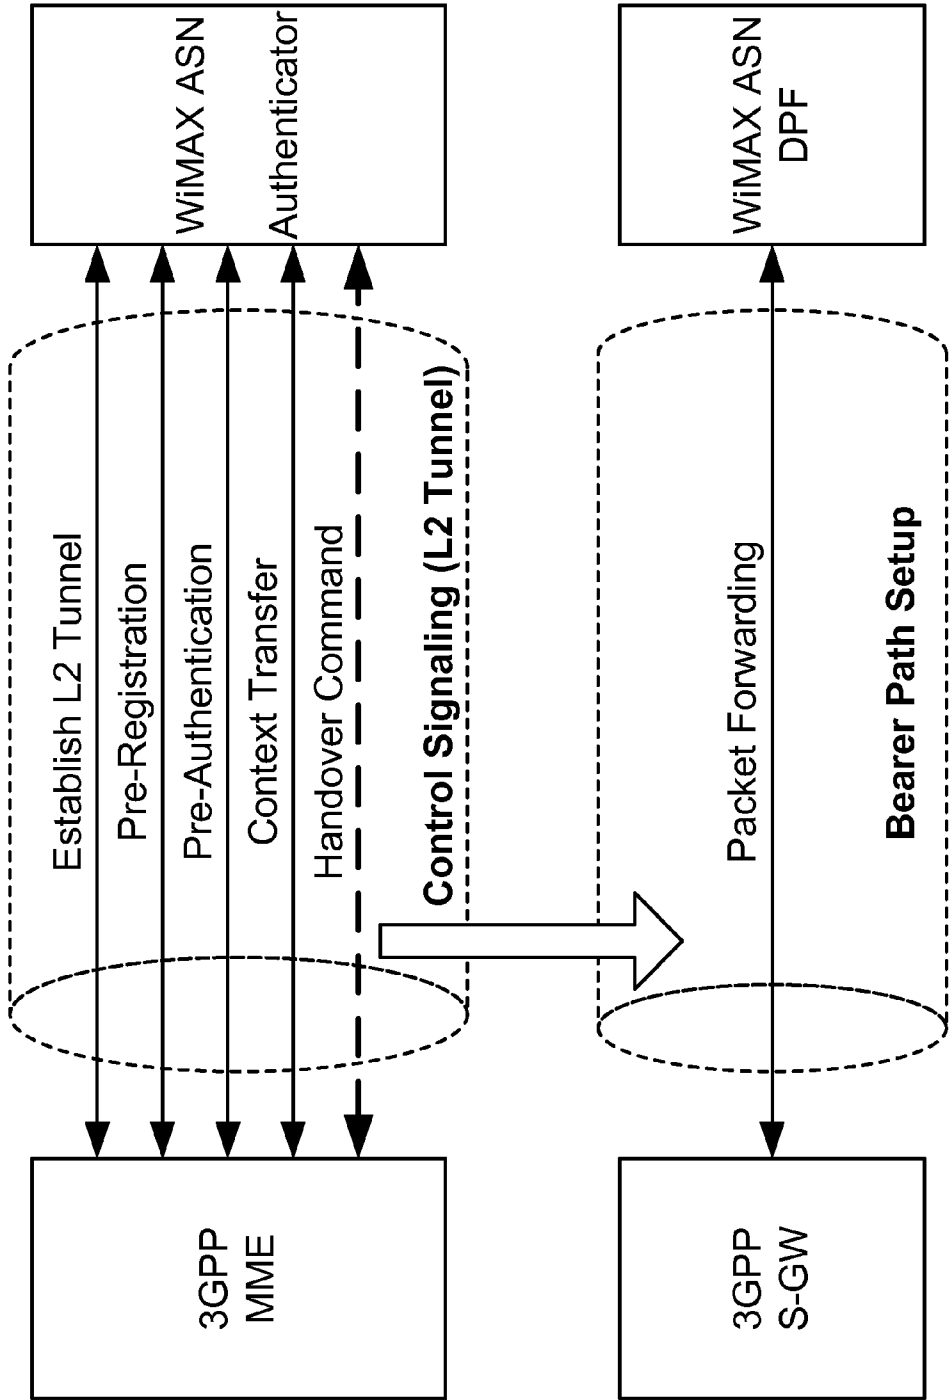 3GPP
MME
Establish L2 Tunnel
Pre-Registration
Pre-Authentication
Context Transfer
Handover Command
Control Signaling (L2 Tunnel)
WiMAX ASN
Authenticator
3GPP
S-GW
Packet Forwarding
Bearer Path Setup
WiMAX ASN
DPF